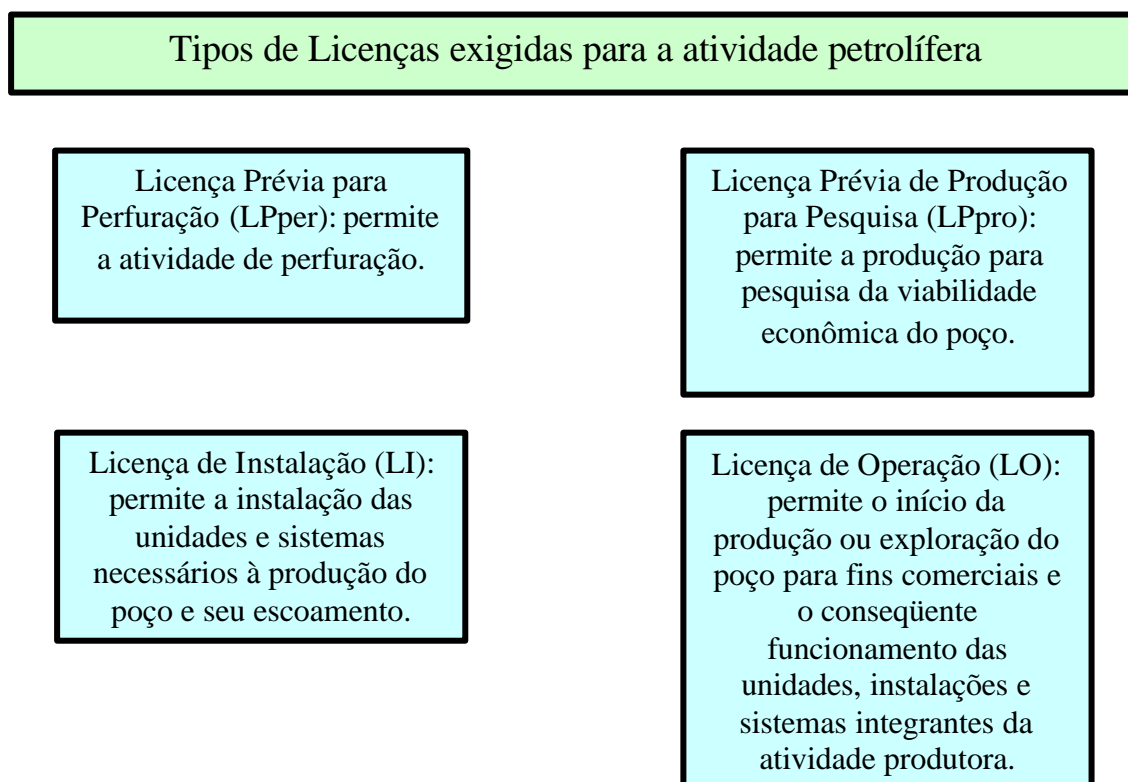 Tipos de Licenças exigidas para a atividade petrolífera
Licença Prévia para
Perfuração (LPper): permite
a atividade de perfuração.
Licença Prévia de Produção
para Pesquisa (LPpro):
permite a produção para
pesquisa da viabilidade
econômica do poço.
Licença de Instalação (LI):
permite a instalação das
unidades e sistemas
necessários à produção do
poço e seu escoamento.
Licença de Operação (LO):
permite o início da
produção ou exploração do
poço para fins comerciais e
o conseqüente
funcionamento das
unidades, instalações e
sistemas integrantes da
atividade produtora.